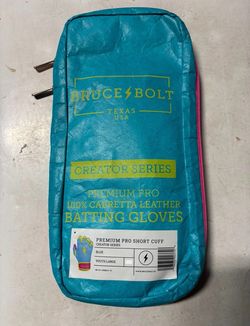 BRUCE BOLT
TEXAS
USA
CREATOR SERIES
PREMIUM PRO
100% CABRETTA LEATHER
BATTING GLOVES
PREMIUM PRO SHORT CUFF
CREATOR SERIES
BLUE
YOUTH LARGE